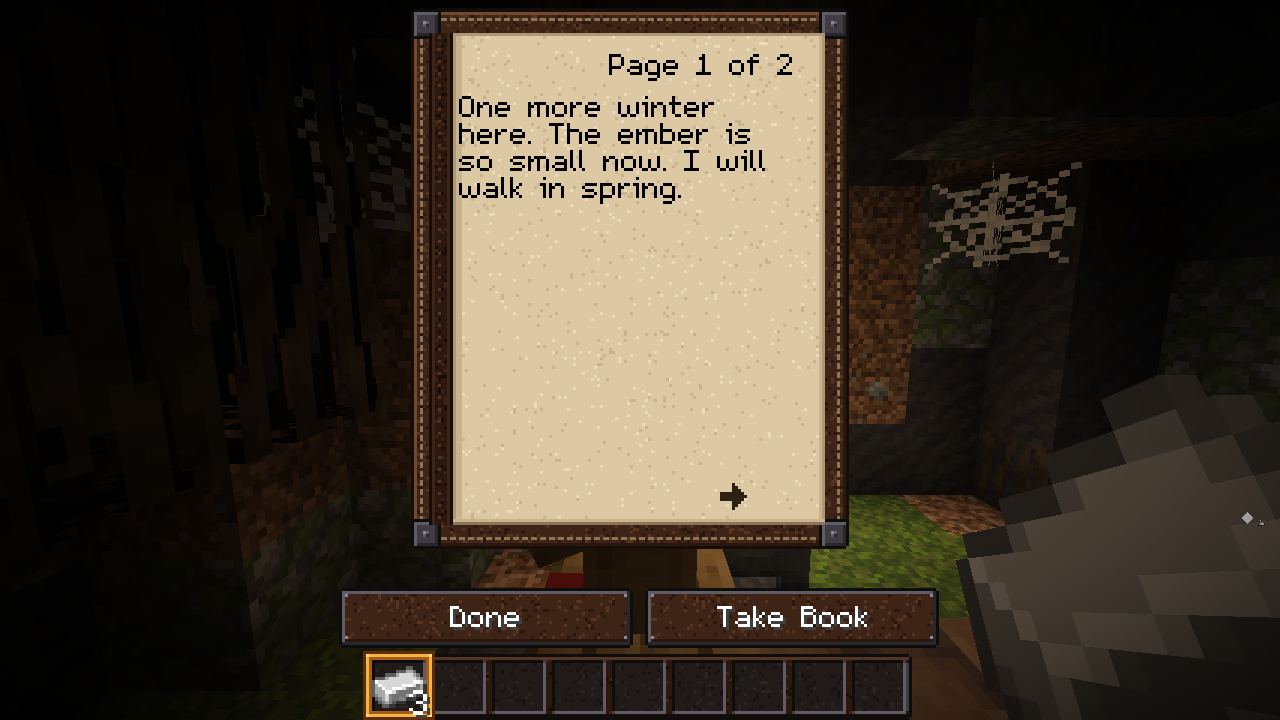 Page 1 of 2
One more winter
here. The ember is
so small now. I will
walk in spring.
Done
Take Book
3